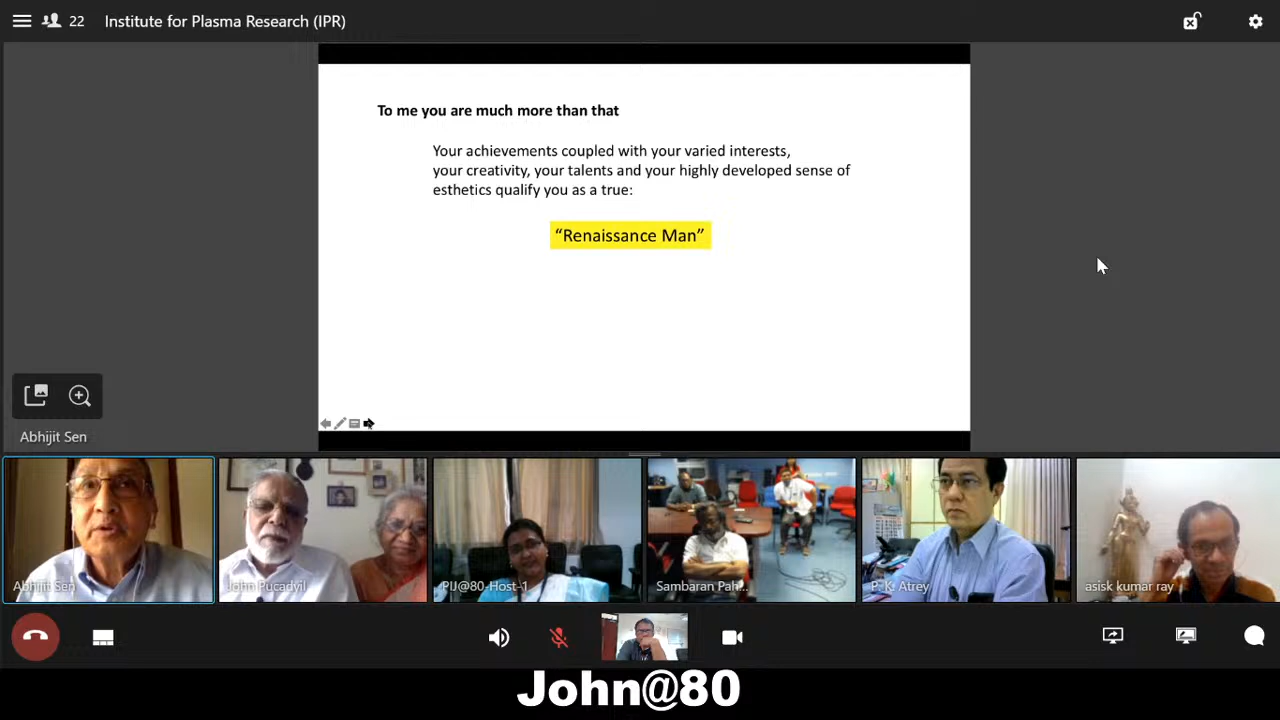 22 Institute for Plasma Research (IPR)
To me you are much more than that
Your achievements coupled with your varied interests,
your creativity, your talents and your highly developed sense of
esthetics qualify you as a true:
“Renaissance Man”
Abhijit Sen
Abhijit Sen
John Pucadyil
PIJ@80-Host-1
Sambaran Pah...
P. K. Atrey
asisk kumar ray
John@80